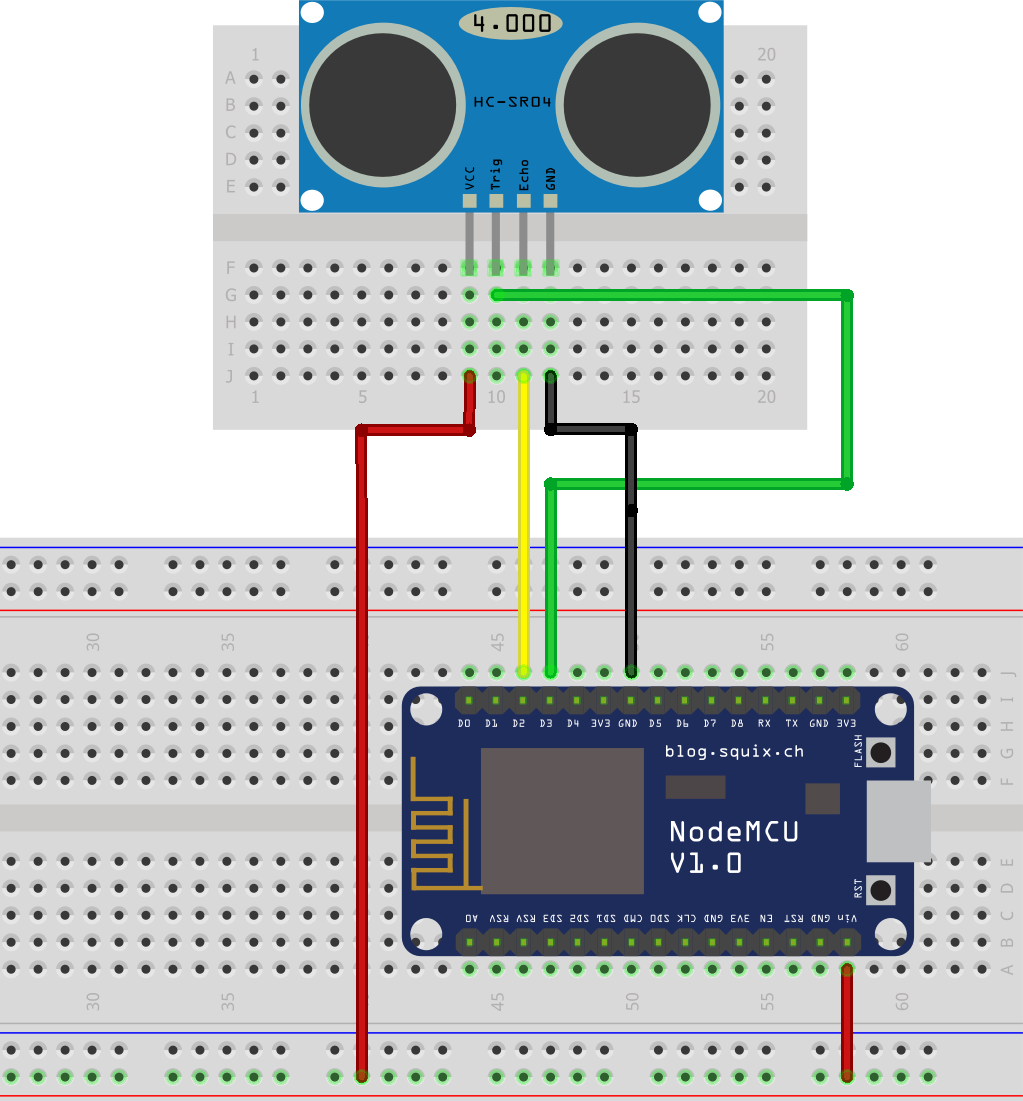 4.000
1 20
A
B
HC-SR04
C
D
E
VCC Trig Echo GND
F
G
H
I
J
1 5 10 15 20
30 35 45 55 60
J
I
H
G
F
D0 D1 D2 D3 D4 3V3 GND D5 D6 D7 D8 RX TX GND 3V3
blog.squix.ch
FLASH
NodeMCU
V1.0
RST
A0 RSV RSV SD3 SD2 SD1 CMD SD0 CLK GND 3V3 EN RST GND Vin
E
D
C
B
A
30 35 45 50 55 60